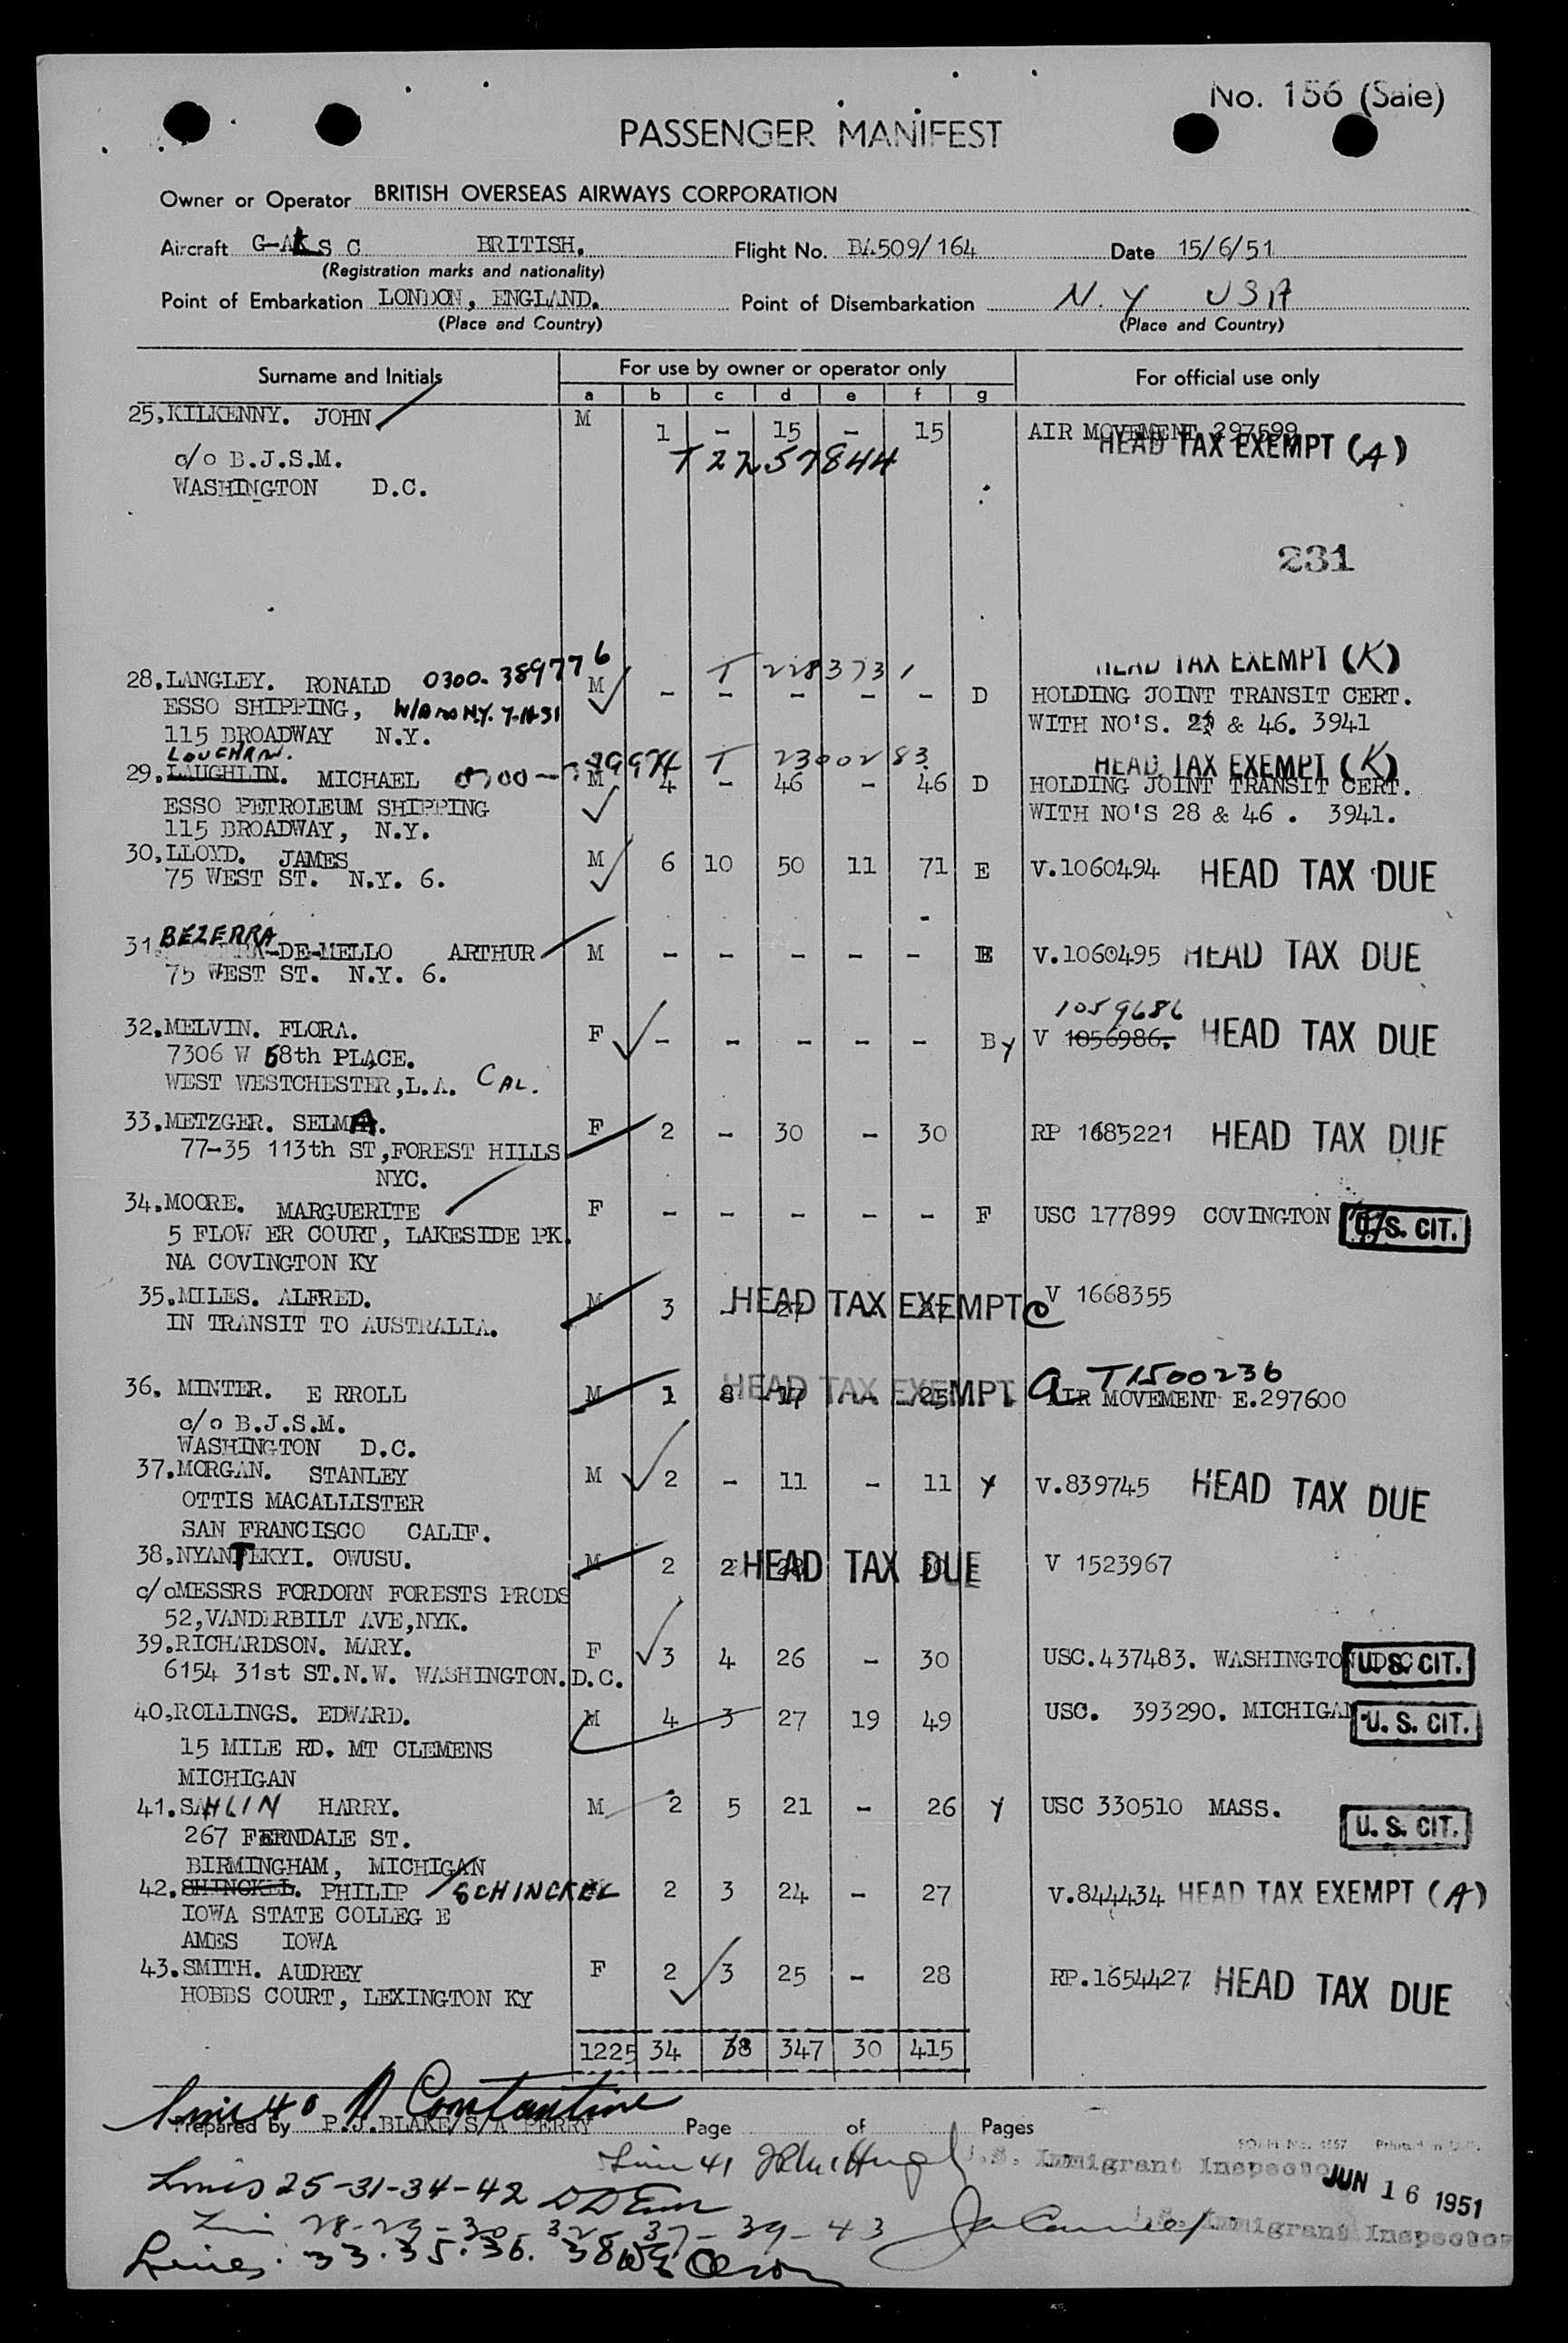 No. 156 (Sale)
PASSENGER MANIFEST
Owner or Operator BRITISH OVERSEAS AIRWAYS CORPORATION
Aircraft G-AKSC BRITISH. Flight No. BA509/164 Date 15/6/51
(Registration marks and nationality)
Point of Embarkation LONDON, ENGLAND. Point of Disembarkation N.Y USA
(Place and Country) (Place and Country)
Surname and Initials For use by owner or operator only For official use only
a b c d e f g
25, KILKENNY. JOHN M 1 - 15 - 15 AIR MOVEMENT 297599
HEAD TAX EXEMPT (A)
c/o B.J.S.M. T 2257844
WASHINGTON D.C.
231
28, LANGLEY. RONALD 0300-389776 M - - - - - D T 2283731 HEAD TAX EXEMPT (K)
HOLDING JOINT TRANSIT CERT.
ESSO SHIPPING, WITH NO'S. & 46. 3941
115 BROADWAY N.Y.
LOUGHRAN.
29, LAUGHLIN. MICHAEL M 4 - 46 - 46 D T 2300283 HEAD TAX EXEMPT (K)
HOLDING JOINT TRANSIT CERT.
ESSO PETROLEUM SHIPPING WITH NO'S 28 & 46. 3941.
115 BROADWAY, N.Y.
30, LLOYD. JAMES M 6 10 50 11 71 E V.1060494 HEAD TAX DUE
75 WEST ST. N.Y. 6.
BEZERRA
31. -DE-MELLO ARTHUR M - - - - - E V.1060495 HEAD TAX DUE
75 WEST ST. N.Y. 6.
1059686
32, MELVIN. FLORA. F - - - - - By V 1056986. HEAD TAX DUE
7306 W 68th PLACE.
WEST WESTCHESTER, L.A. CAL.
33, METZGER. SELMA. F 2 - 30 - 30 RP 1685221 HEAD TAX DUE
77-35 113th ST, FOREST HILLS
NYC.
34, MOORE. MARGUERITE F - - - - - F USC 177899 COVINGTON U.S. CIT.
5 FLOW ER COURT, LAKESIDE PK.
NA COVINGTON KY
35. MILES. ALFRED. M 3 - 27 HEAD TAX EXEMPT C V 1668355
IN TRANSIT TO AUSTRALIA.
36. MINTER. E RROLL M 1 8 17 - 25 HEAD TAX EXEMPT A T1500236
AIR MOVEMENT E.297600
c/o B.J.S.M.
WASHINGTON D.C.
37. MORGAN. STANLEY M 2 - 11 - 11 Y V.839745 HEAD TAX DUE
OTTIS MACALLISTER
SAN FRANCISCO CALIF.
38, NYANTEKYI. OWUSU. M 2 2 28 30 HEAD TAX DUE V 1523967
c/o MESSRS FORDORN FORESTS PRODS
52, VANDERBILT AVE, NYK.
39. RICHARDSON. MARY. F 3 4 26 - 30 USC.437483. WASHINGTON D.C. U.S. CIT.
6154 31st ST.N.W. WASHINGTON. D.C.
40, ROLLINGS. EDWARD. M 4 3 27 19 49 USC. 393290. MICHIGAN U. S. CIT.
15 MILE RD. MT CLEMENS
MICHIGAN
41. SAHLIN HARRY. M 2 5 21 - 26 Y USC 330510 MASS. U. S. CIT.
267 FERNDALE ST.
BIRMINGHAM, MICHIGAN
42. SHINCKEL. PHILIP SCHINCKEL 2 3 24 - 27 V.844434 HEAD TAX EXEMPT (A)
IOWA STATE COLLEG E
AMES IOWA
43. SMITH. AUDREY F 2 3 25 - 28 RP.1654427 HEAD TAX DUE
HOBBS COURT, LEXINGTON KY
1225 34 38 347 30 415
Line 40 Constantine
Prepared by P.J.BLAKE/S/A PERRY Page of Pages
Line 41
U.S. Immigrant Inspector
Lines 25-31-34-42
JUN 16 1951
28-29-30-32-37-39-43
U.S. Immigrant Inspector
Lines 33.35.36.38 Olson